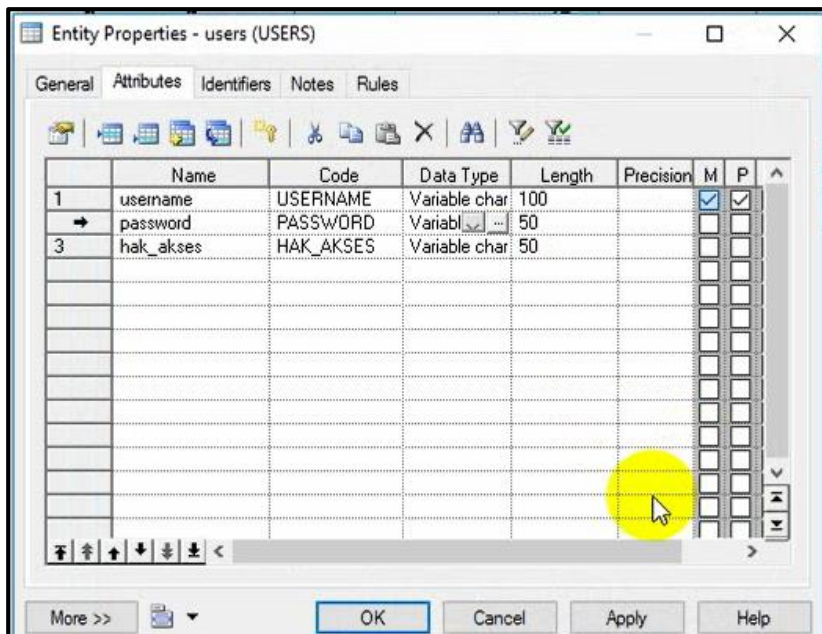 Entity Properties - users (USERS)
General Attributes Identifiers Notes Rules
Name Code Data Type Length Precision M P
1 username USERNAME Variable char 100
password PASSWORD Variabl ... 50
3 hak_akses HAK_AKSES Variable char 50
More >> OK Cancel Apply Help